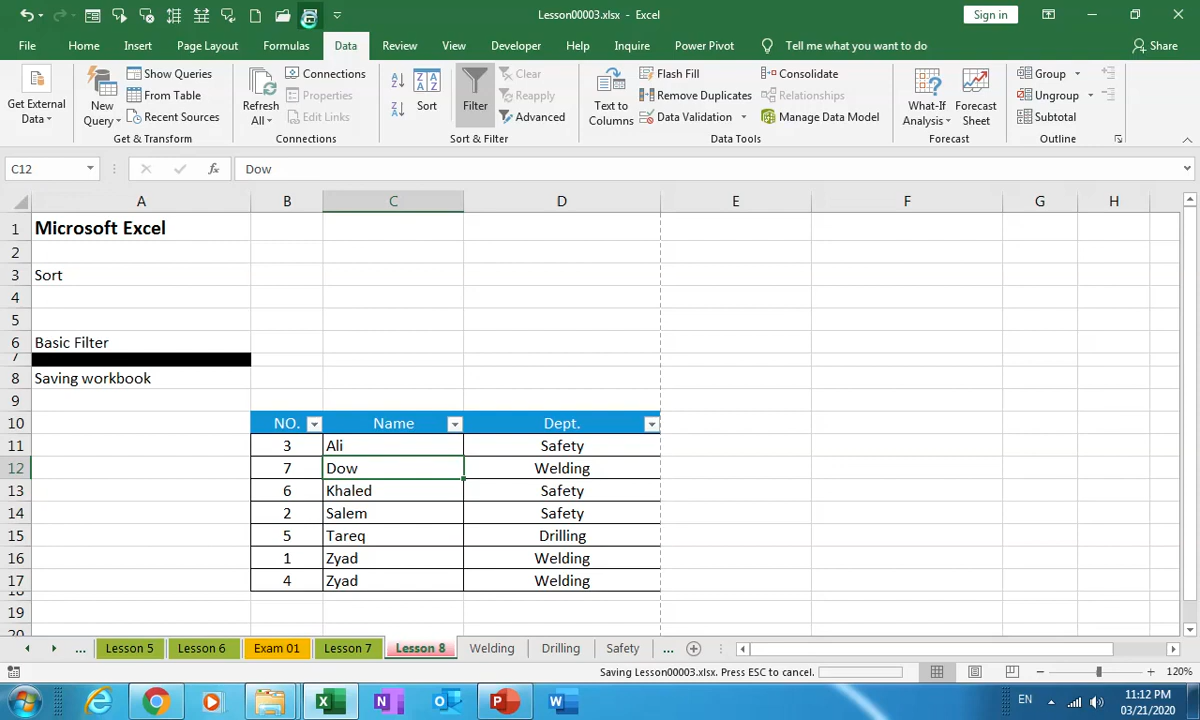 Lesson00003.xlsx - Excel
Sign in
File Home Insert Page Layout Formulas Data Review View Developer Help Inquire Power Pivot Tell me what you want to do Share
Get External Data
New Query
Show Queries
From Table
Recent Sources
Get & Transform
Refresh All
Connections
Properties
Edit Links
Connections
Sort
Filter
Clear
Reapply
Advanced
Sort & Filter
Text to Columns
Flash Fill
Remove Duplicates
Data Validation
Consolidate
Relationships
Manage Data Model
Data Tools
What-If Analysis
Forecast Sheet
Forecast
Group
Ungroup
Subtotal
Outline
C12 fx Dow
A B C D E F G H
1 Microsoft Excel
2
3 Sort
4
5
6 Basic Filter
7
8 Saving workbook
9
10 NO. Name Dept.
11 3 Ali Safety
12 7 Dow Welding
13 6 Khaled Safety
14 2 Salem Safety
15 5 Tareq Drilling
16 1 Zyad Welding
17 4 Zyad Welding
18
19
20
... Lesson 5 Lesson 6 Exam 01 Lesson 7 Lesson 8 Welding Drilling Safety ...
Saving Lesson00003.xlsx. Press ESC to cancel. 120%
EN 11:12 PM
03/21/2020